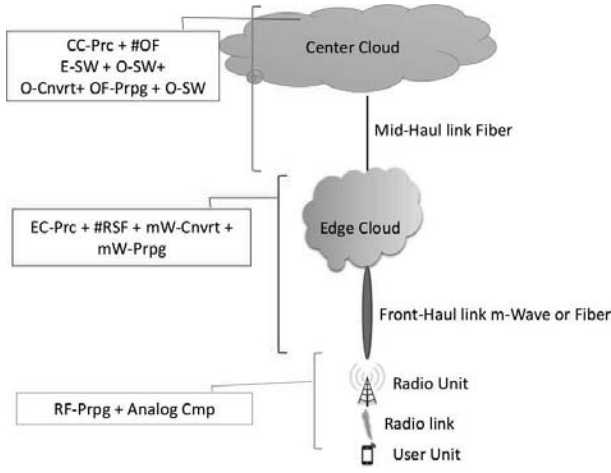 CC-Prc + #OF
E-SW + O-SW+
O-Cnvrt+ OF-Prpg + O-SW
Center Cloud
Mid-Haul link Fiber
EC-Prc + #RSF + mW-Cnvrt +
mW-Prpg
Edge Cloud
Front-Haul link m-Wave or Fiber
RF-Prpg + Analog Cmp
Radio Unit
Radio link
User Unit